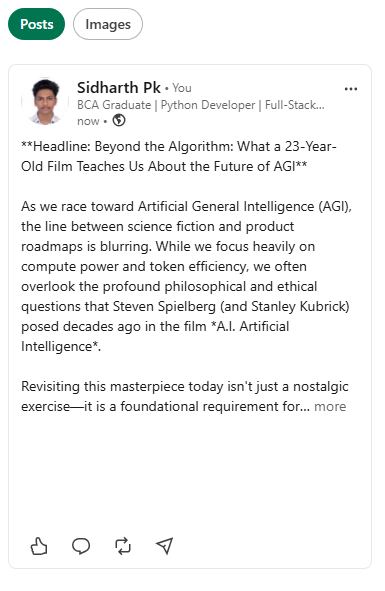 Posts
Images
Sidharth Pk • You
BCA Graduate | Python Developer | Full-Stack...
now •
**Headline: Beyond the Algorithm: What a 23-Year-
Old Film Teaches Us About the Future of AGI**
As we race toward Artificial General Intelligence (AGI),
the line between science fiction and product
roadmaps is blurring. While we focus heavily on
compute power and token efficiency, we often
overlook the profound philosophical and ethical
questions that Steven Spielberg (and Stanley Kubrick)
posed decades ago in the film *A.I. Artificial
Intelligence*.
Revisiting this masterpiece today isn't just a nostalgic
exercise—it is a foundational requirement for... more